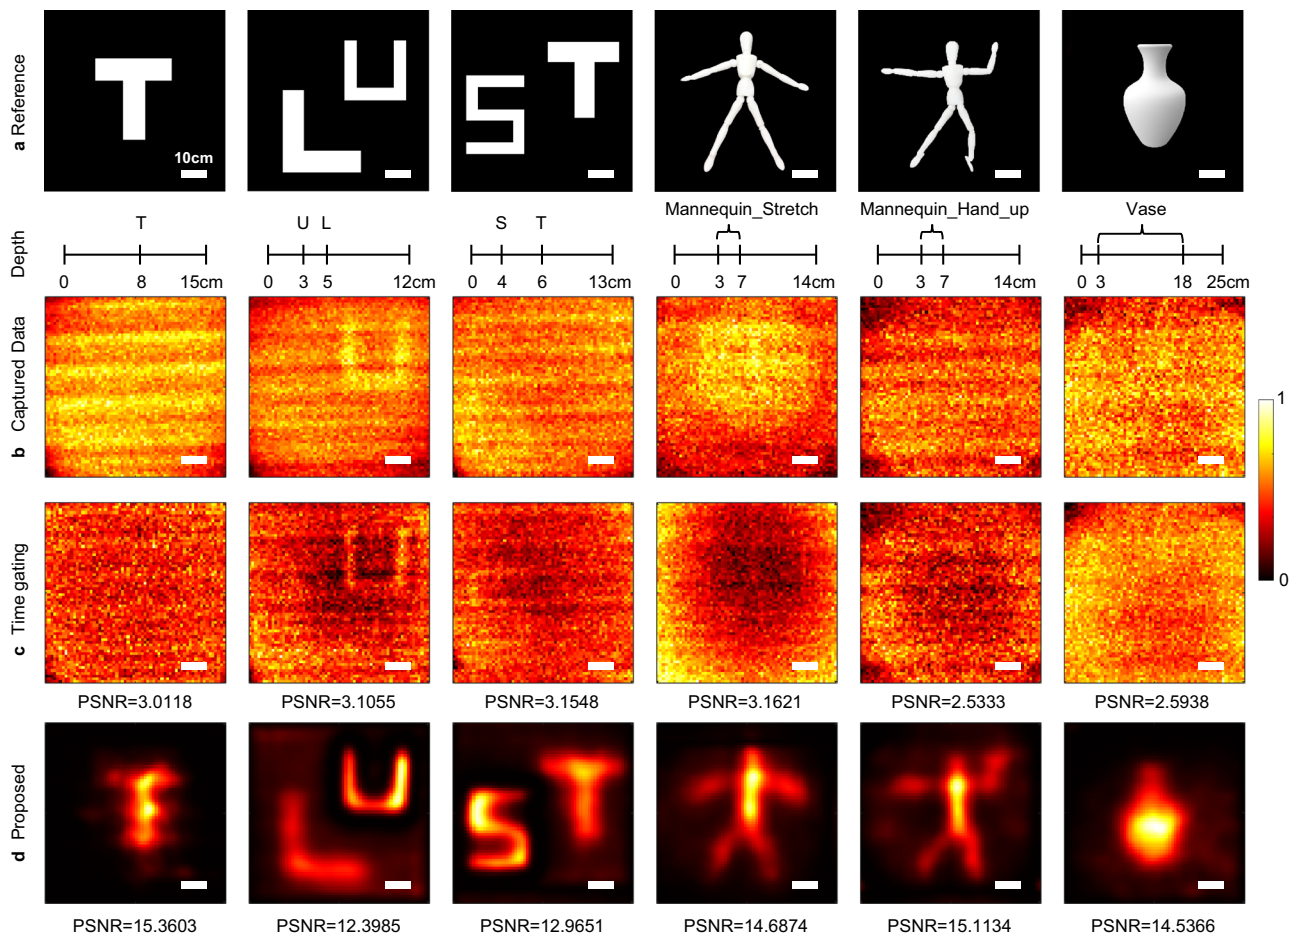 a Reference
10cm
Depth
T
0 8 15cm
U L
0 3 5 12cm
S T
0 4 6 13cm
Mannequin_Stretch
0 3 7 14cm
Mannequin_Hand_up
0 3 7 14cm
Vase
0 3 18 25cm
b Captured Data
1
0
c Time gating
PSNR=3.0118 PSNR=3.1055 PSNR=3.1548 PSNR=3.1621 PSNR=2.5333 PSNR=2.5938
d Proposed
PSNR=15.3603 PSNR=12.3985 PSNR=12.9651 PSNR=14.6874 PSNR=15.1134 PSNR=14.5366